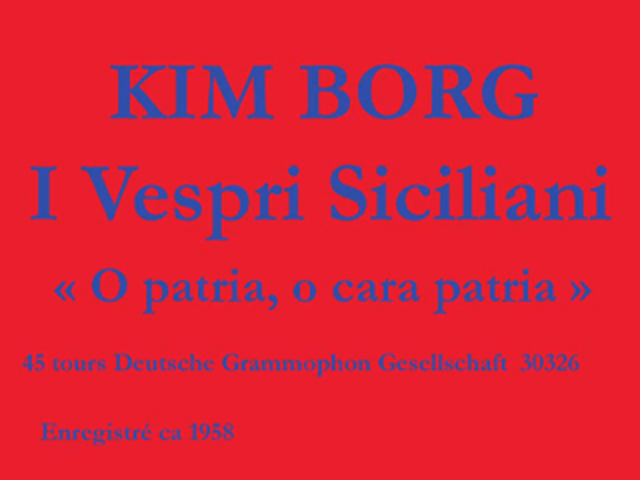 KIM BORG
I Vespri Siciliani
« O patria, o cara patria »
45 tours Deutsche Grammophon Gesellschaft 30326
Enregistré ca 1958